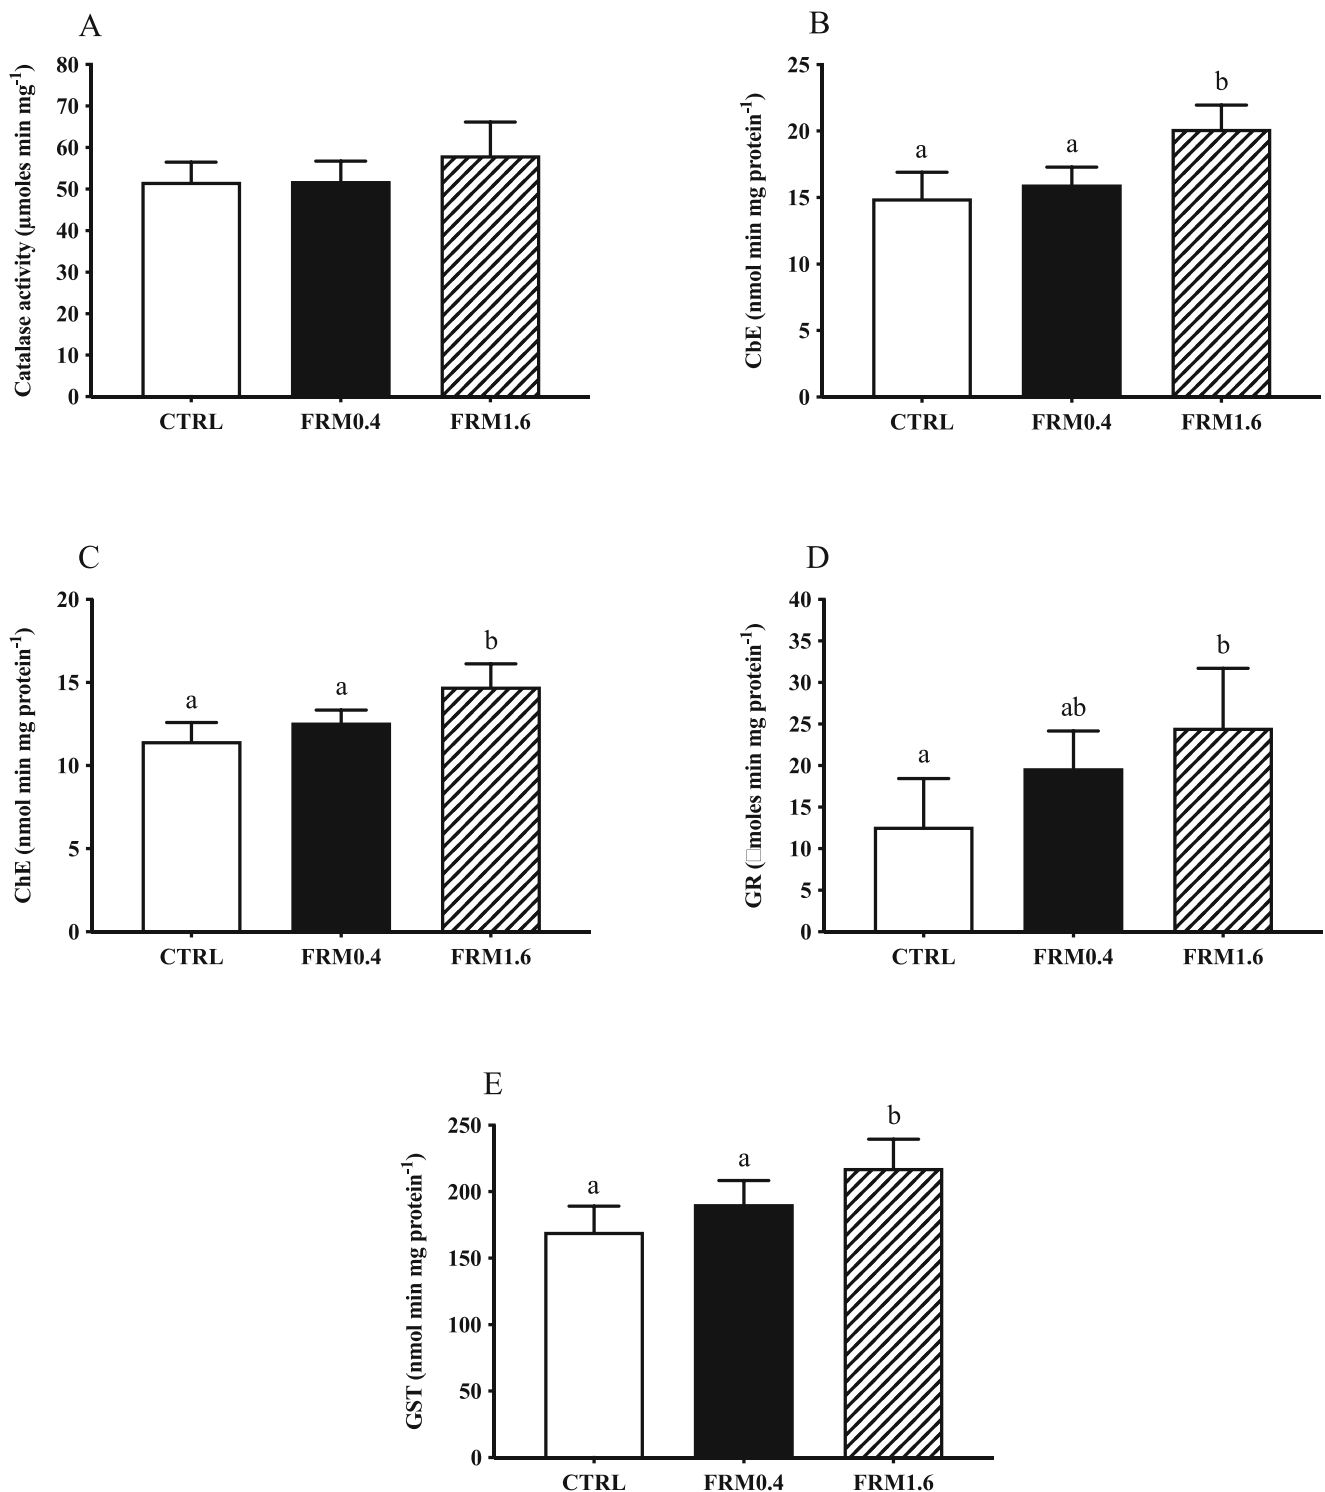 A
Catalase activity (μmoles min mg⁻¹)
80
70
60
50
40
30
20
10
0
CTRL FRM0.4 FRM1.6
B
CbE (nmol min mg protein⁻¹)
25
20
15
10
5
0
a a b
CTRL FRM0.4 FRM1.6
C
ChE (nmol min mg protein⁻¹)
20
15
10
5
0
a a b
CTRL FRM0.4 FRM1.6
D
GR (□moles min mg protein⁻¹)
40
35
30
25
20
15
10
5
0
a ab b
CTRL FRM0.4 FRM1.6
E
GST (nmol min mg protein⁻¹)
250
200
150
100
50
0
a a b
CTRL FRM0.4 FRM1.6